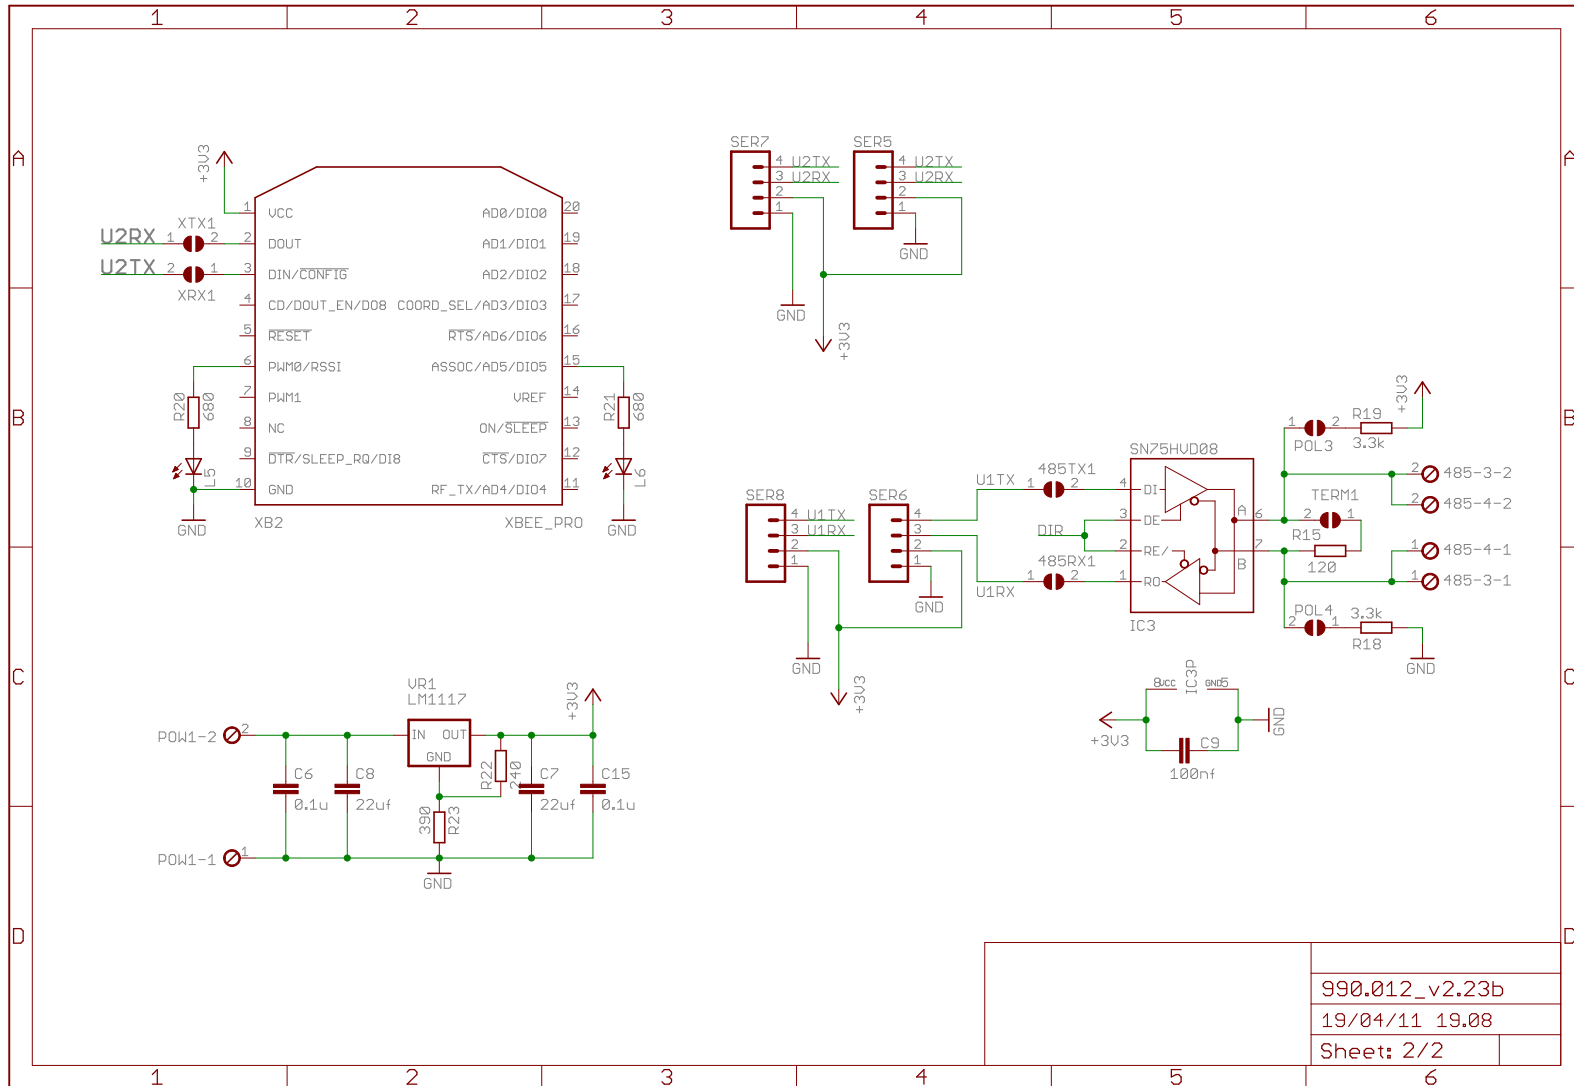 1 2 3 4 5 6
A A
B B
C C
D D
+3V3
XTX1
U2RX 1 2
U2TX 2 1
XRX1
1 VCC
2 DOUT
3 DIN/CONFIG
4 CD/DOUT_EN/DO8
5 RESET
6 PWM0/RSSI
7 PWM1
8 NC
9 DTR/SLEEP_RQ/DI8
10 GND
AD0/DIO0 20
AD1/DIO1 19
AD2/DIO2 18
COORD_SEL/AD3/DIO3 17
RTS/AD6/DIO6 16
ASSOC/AD5/DIO5 15
VREF 14
ON/SLEEP 13
CTS/DIO7 12
RF_TX/AD4/DIO4 11
XB2
XBEE_PRO
R20
680
L5
GND
R21
680
L6
GND
SER7
4 U2TX
3 U2RX
2
1
GND
SER5
4 U2TX
3 U2RX
2
1
GND
+3V3
SER8
4 U1TX
3 U1RX
2
1
GND
SER6
4
3
2
1
GND
+3V3
U1TX
485TX1
1 2
DIR
485RX1
1 2
U1RX
SN75HVD08
4 DI
3 DE
2 RE/
1 RO
A 6
B 7
IC3
+3V3
1 2
POL3
R19
3.3k
TERM1
2 1
R15
120
2 485-3-2
2 485-4-2
1 485-4-1
1 485-3-1
POL4
2 1
3.3k
R18
GND
8 VCC
IC3P
GND 5
+3V3
C9
100nf
GND
VR1
LM1117
IN OUT
GND
+3V3
POW1-2 2
POW1-1 1
C6
0.1u
C8
22uf
R22
240
390
R23
C7
22uf
C15
0.1u
GND
990.012_v2.23b
19/04/11 19.08
Sheet: 2/2
1 2 3 4 5 6